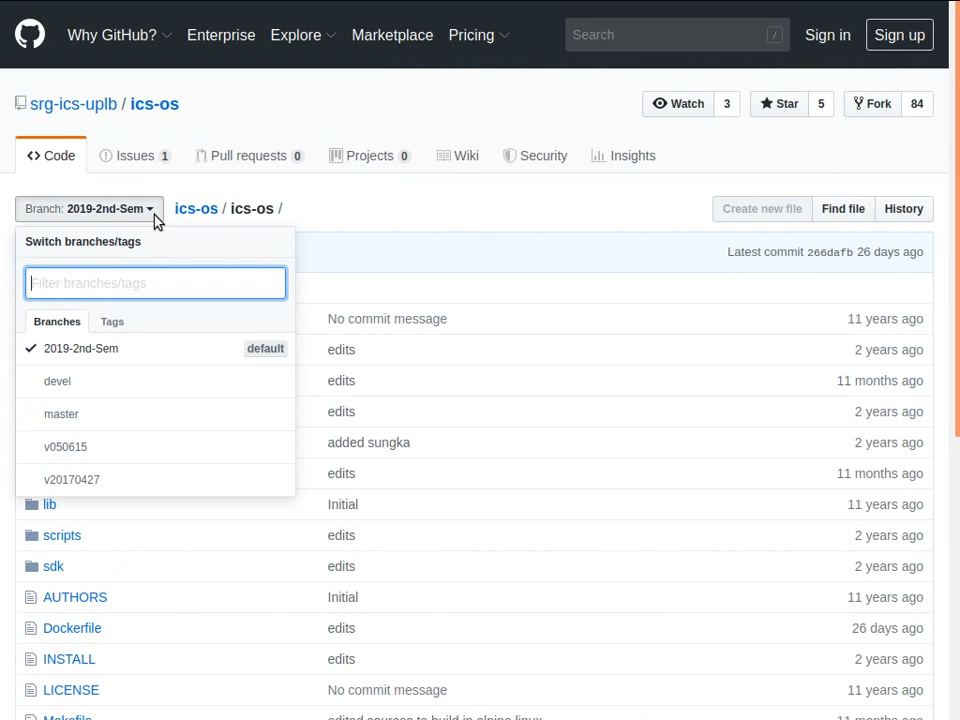 Why GitHub? Enterprise Explore Marketplace Pricing Search / Sign in Sign up
srg-ics-uplb / ics-os Watch 3 Star 5 Fork 84
Code Issues 1 Pull requests 0 Projects 0 Wiki Security Insights
Branch: 2019-2nd-Sem ics-os / ics-os / Create new file Find file History
Switch branches/tags
Latest commit 266dafb 26 days ago
Filter branches/tags
Branches Tags
No commit message 11 years ago
2019-2nd-Sem default
edits 2 years ago
devel
edits 11 months ago
master
edits 2 years ago
v050615
added sungka 2 years ago
v20170427
edits 11 months ago
lib Initial 11 years ago
scripts edits 2 years ago
sdk edits 2 years ago
AUTHORS Initial 11 years ago
Dockerfile edits 26 days ago
INSTALL edits 2 years ago
LICENSE No commit message 11 years ago
Makefile edited sources to build in alpine linux 11 months ago